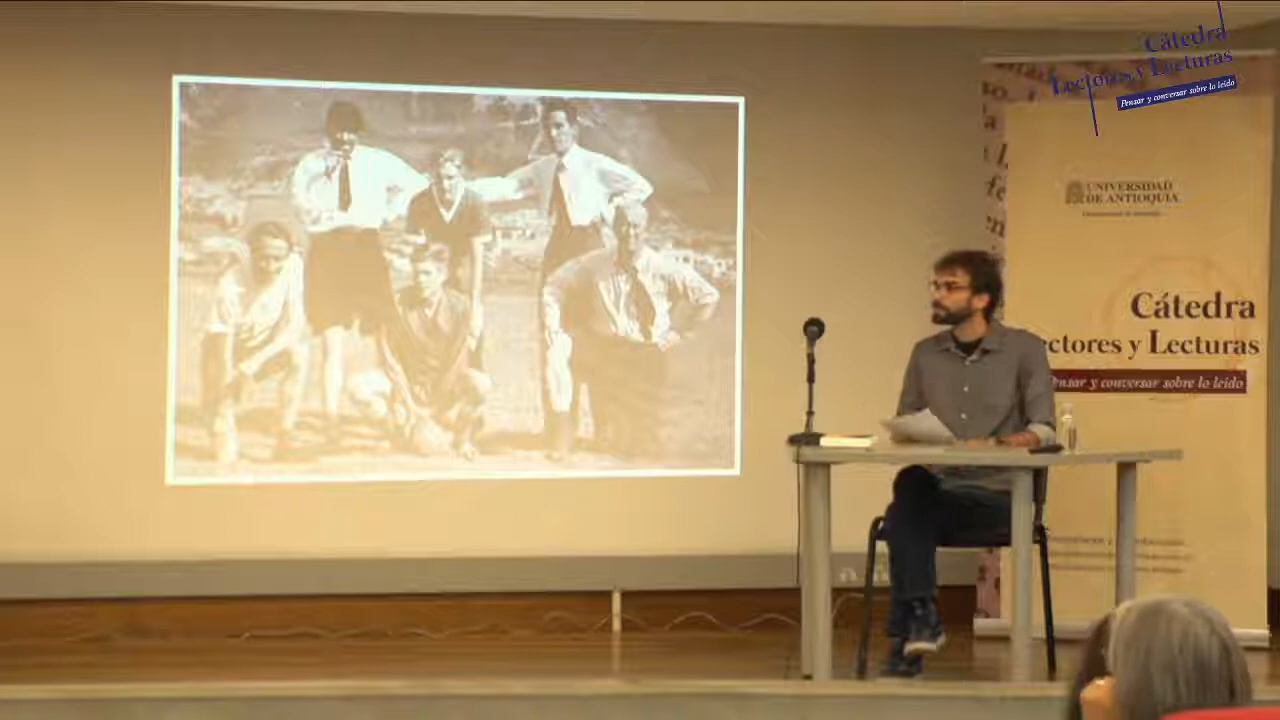 Cátedra
Lectores y Lecturas
Pensar y conversar sobre lo leído
UNIVERSIDAD
DE ANTIOQUIA
Cátedra
ectores y Lecturas
Pensar y conversar sobre lo leído